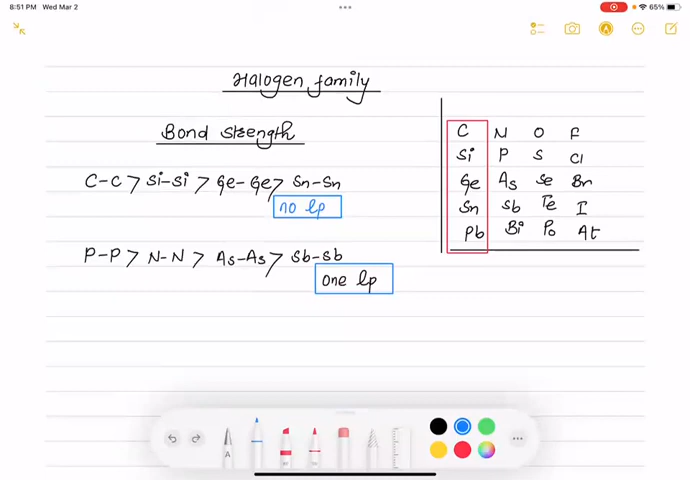 8:51 PM Wed Mar 2
65%
Halogen family
Bond strength
C-C > Si-Si > Ge-Ge > Sn-Sn
no lp
P-P > N-N > As-As > Sb-Sb
one lp
C N O F
Si P S Cl
Ge As Se Br
Sn Sb Te I
Pb Bi Po At
A